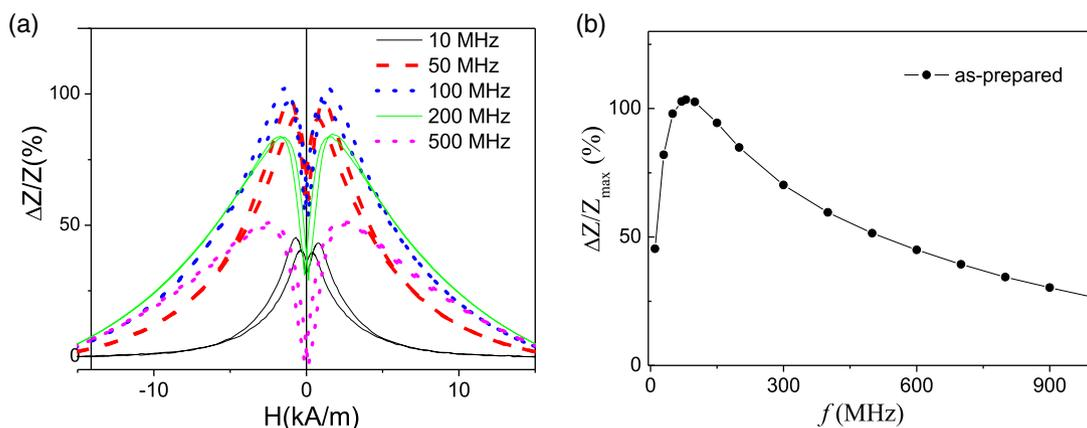 (a)
10 MHz
50 MHz
100 MHz
200 MHz
500 MHz
100
50
0
ΔZ/Z(%)
-10
0
10
H(kA/m)
(b)
as-prepared
100
50
0
ΔZ/Zmax (%)
0
300
600
900
f (MHz)